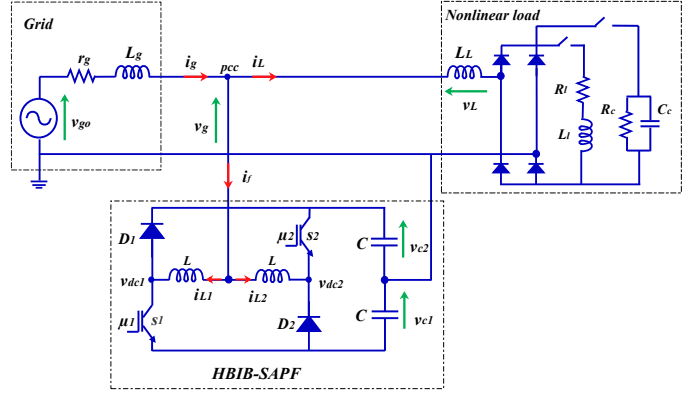 Grid
Nonlinear load
rg
Lg
ig
pcc
iL
LL
vgo
vg
vL
Rl
Ll
Rc
Cc
if
D1
μ2
s2
C
vc2
L
L
vdc1
vdc2
iL1
iL2
μ1
s1
D2
C
vc1
HBIB-SAPF